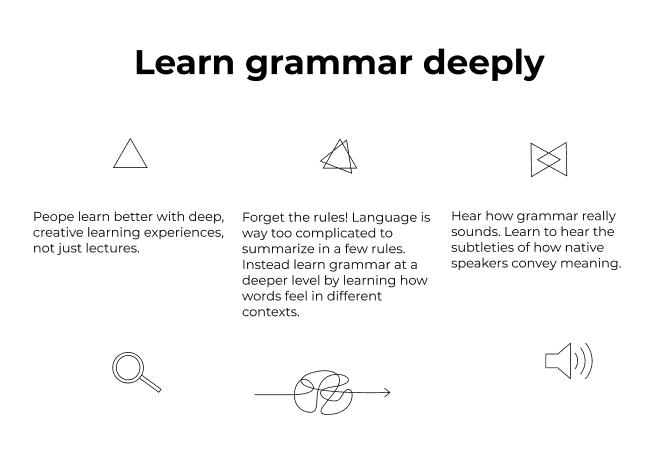 Learn grammar deeply
Peope learn better with deep,
creative learning experiences,
not just lectures.
Forget the rules! Language is
way too complicated to
summarize in a few rules.
Instead learn grammar at a
deeper level by learning how
words feel in different
contexts.
Hear how grammar really
sounds. Learn to hear the
subtleties of how native
speakers convey meaning.